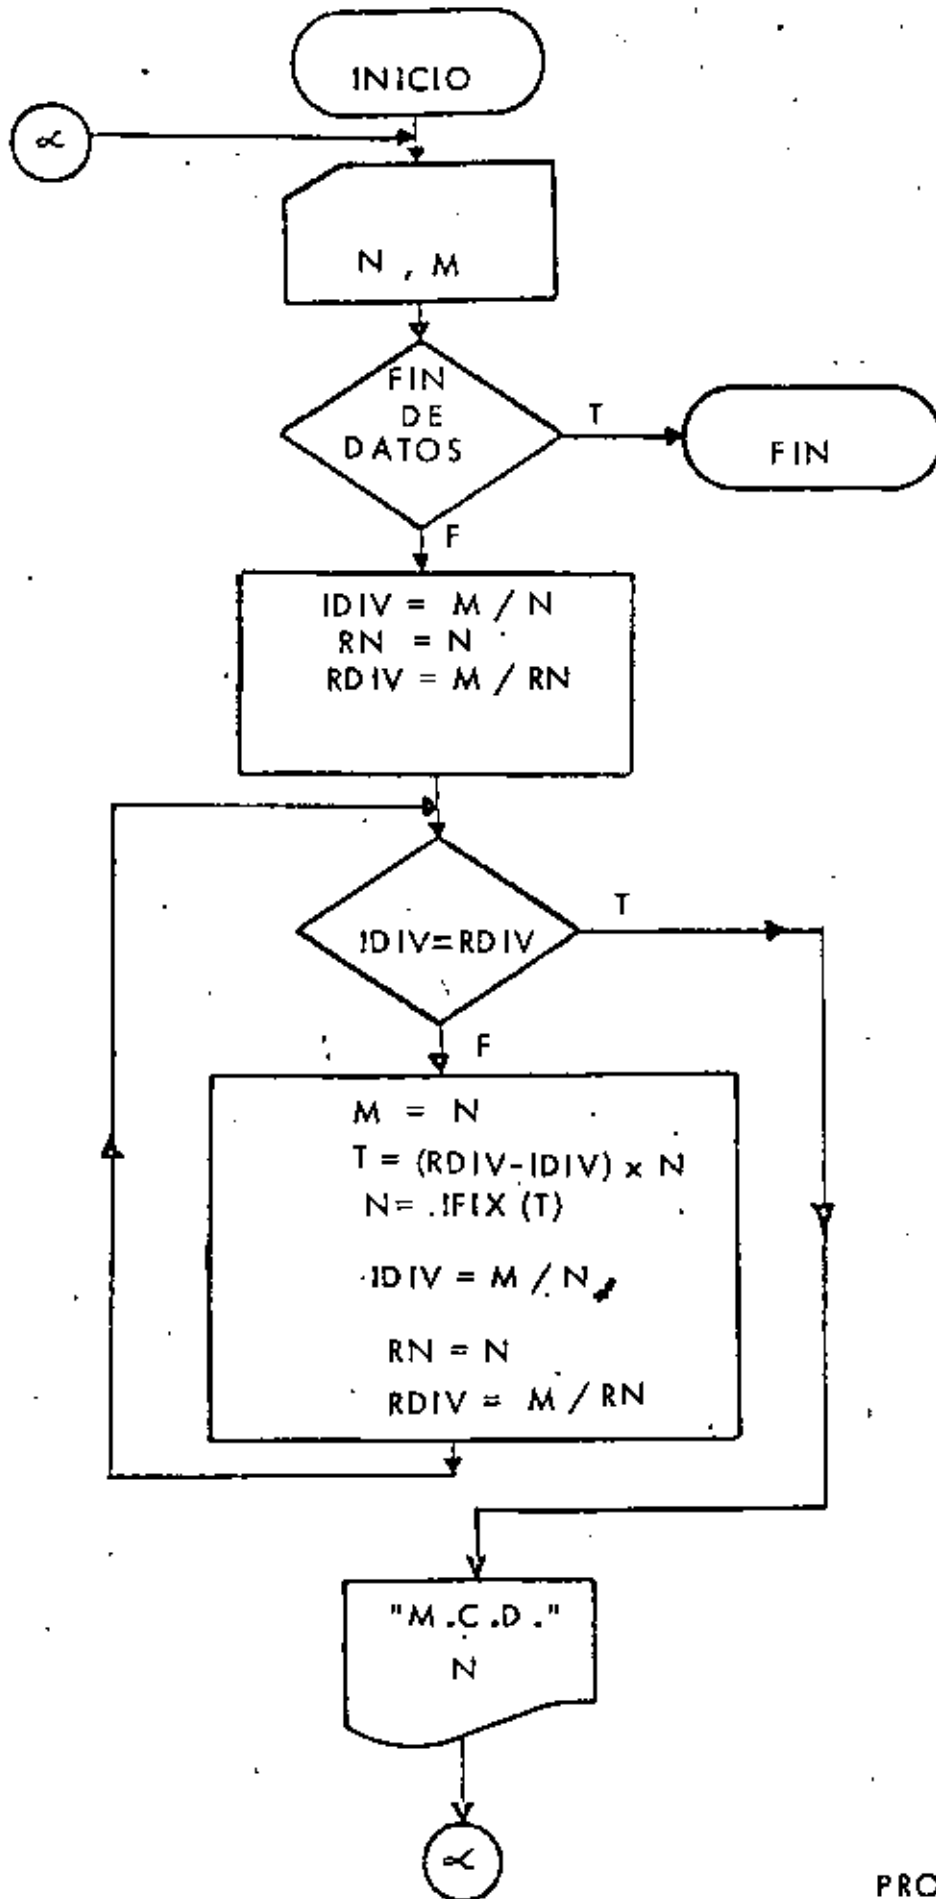 INICIO
∝
N , M
FIN
DE
DATOS
T
FIN
F
IDIV = M / N
RN = N
RDIV = M / RN
IDIV=RDIV
T
F
M = N
T = (RDIV-IDIV) x N
N= .IFIX (T)
IDIV = M / N
RN = N
RDIV = M / RN
"M.C.D."
N
∝
PRO